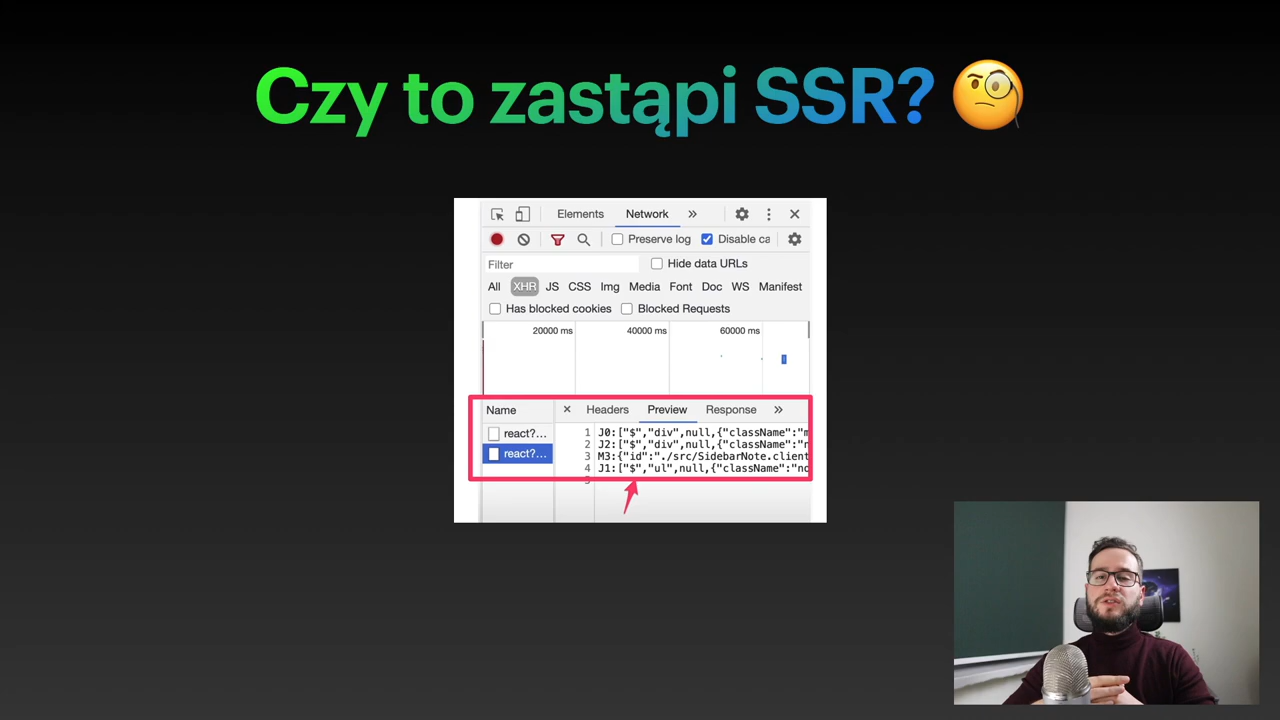 Czy to zastąpi SSR? 🧐
Elements Network »
Preserve log Disable ca
Filter Hide data URLs
All XHR JS CSS Img Media Font Doc WS Manifest
Has blocked cookies Blocked Requests
20000 ms 40000 ms 60000 ms
Name × Headers Preview Response »
react?... 1 J0:["$","div",null,{"className":"m
2 J2:["$","div",null,{"className":"n
react?... 3 M3:{"id":"./src/SidebarNote.client
4 J1:["$","ul",null,{"className":"no
5